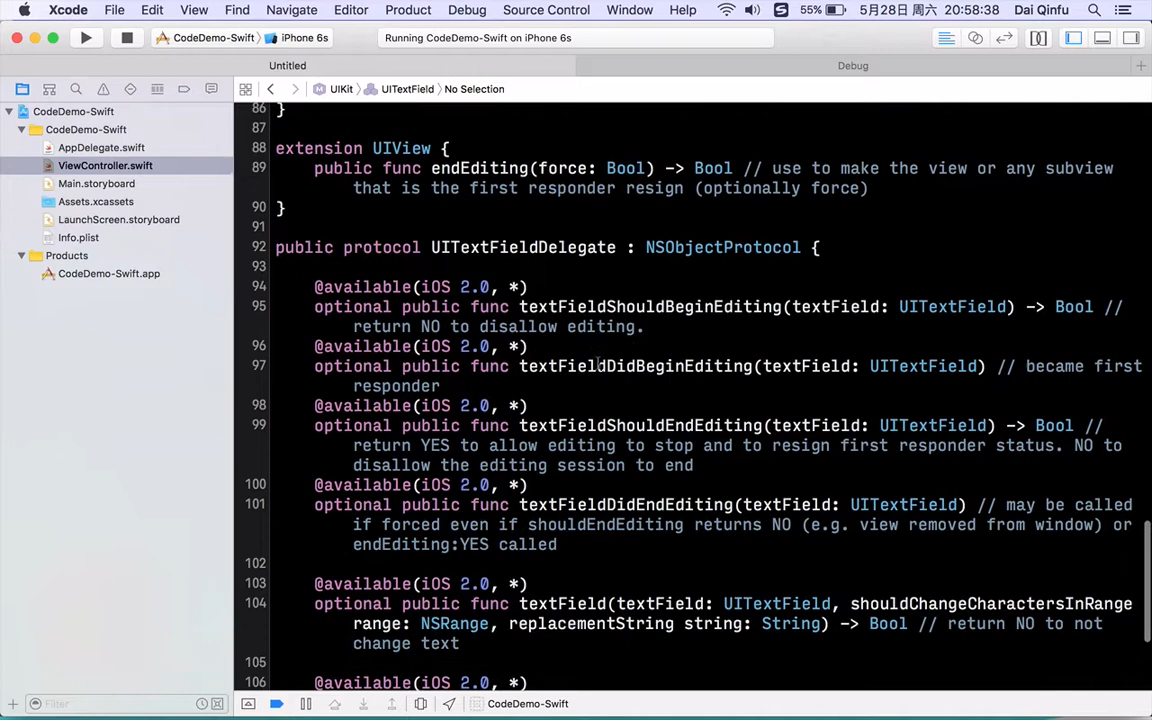 Xcode File Edit View Find Navigate Editor Product Debug Source Control Window Help 55% 5月28日 周六 20:58:38 Dai Qinfu
CodeDemo-Swift iPhone 6s Running CodeDemo-Swift on iPhone 6s
Untitled Debug
UIKit UITextField No Selection
CodeDemo-Swift
CodeDemo-Swift
AppDelegate.swift
ViewController.swift
Main.storyboard
Assets.xcassets
LaunchScreen.storyboard
Info.plist
Products
CodeDemo-Swift.app
86 }
87
88 extension UIView {
89 public func endEditing(force: Bool) -> Bool // use to make the view or any subview
that is the first responder resign (optionally force)
90 }
91
92 public protocol UITextFieldDelegate : NSObjectProtocol {
93
94 @available(iOS 2.0, *)
95 optional public func textFieldShouldBeginEditing(textField: UITextField) -> Bool //
return NO to disallow editing.
96 @available(iOS 2.0, *)
97 optional public func textFieldDidBeginEditing(textField: UITextField) // became first
responder
98 @available(iOS 2.0, *)
99 optional public func textFieldShouldEndEditing(textField: UITextField) -> Bool //
return YES to allow editing to stop and to resign first responder status. NO to
disallow the editing session to end
100 @available(iOS 2.0, *)
101 optional public func textFieldDidEndEditing(textField: UITextField) // may be called
if forced even if shouldEndEditing returns NO (e.g. view removed from window) or
endEditing:YES called
102
103 @available(iOS 2.0, *)
104 optional public func textField(textField: UITextField, shouldChangeCharactersInRange
range: NSRange, replacementString string: String) -> Bool // return NO to not
change text
105
106 @available(iOS 2.0, *)
Filter CodeDemo-Swift